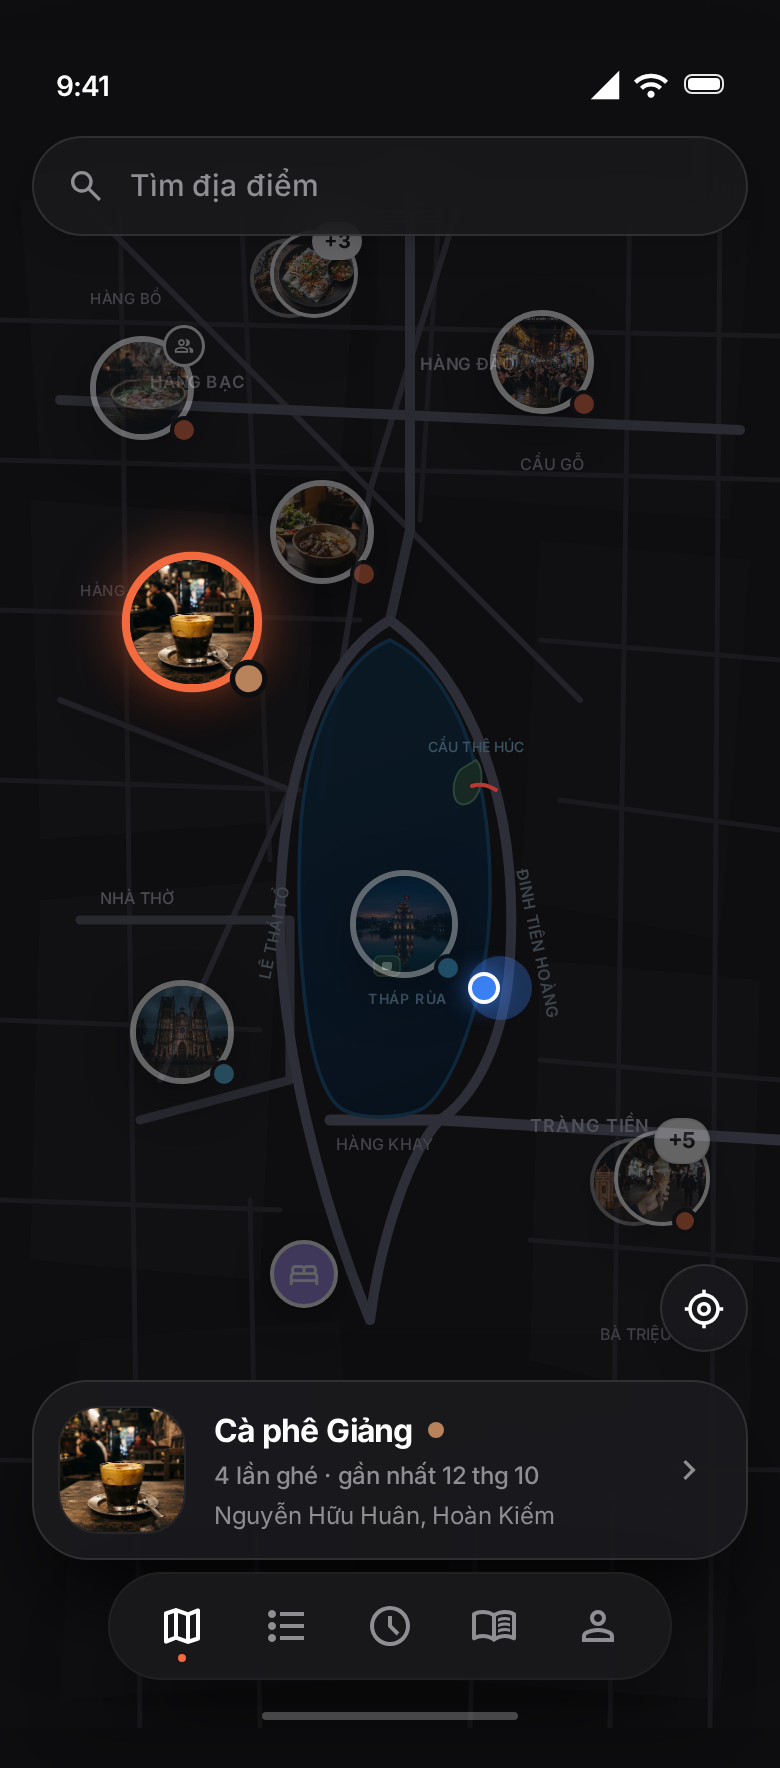 9:41
Tìm địa điểm
+3
HÀNG BỒ
HÀNG ĐÀO
HÀNG BẠC
CẦU GỖ
HÀNG
CẦU THÊ HÚC
NHÀ THỜ
LÊ THÁI TỔ
ĐINH TIÊN HOÀNG
THÁP RÙA
TRÀNG TIỀN
+5
HÀNG KHAY
BÀ TRIỆU
Cà phê Giảng
4 lần ghé · gần nhất 12 thg 10
Nguyễn Hữu Huân, Hoàn Kiếm